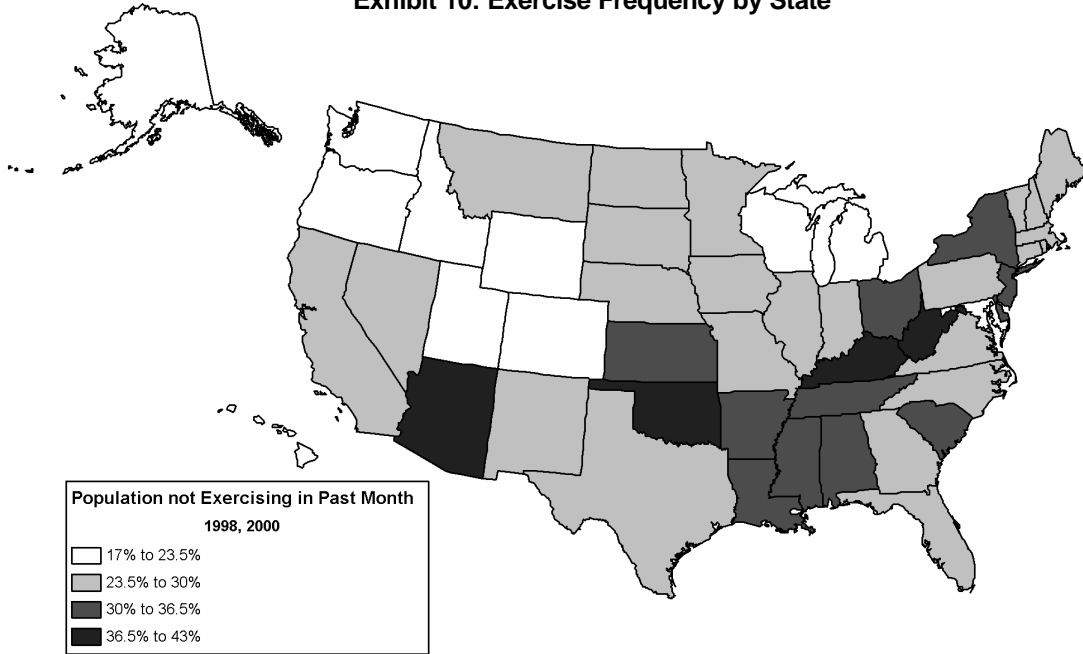 Exhibit 10: Exercise Frequency by State
Population not Exercising in Past Month
1998, 2000
17% to 23.5%
23.5% to 30%
30% to 36.5%
36.5% to 43%